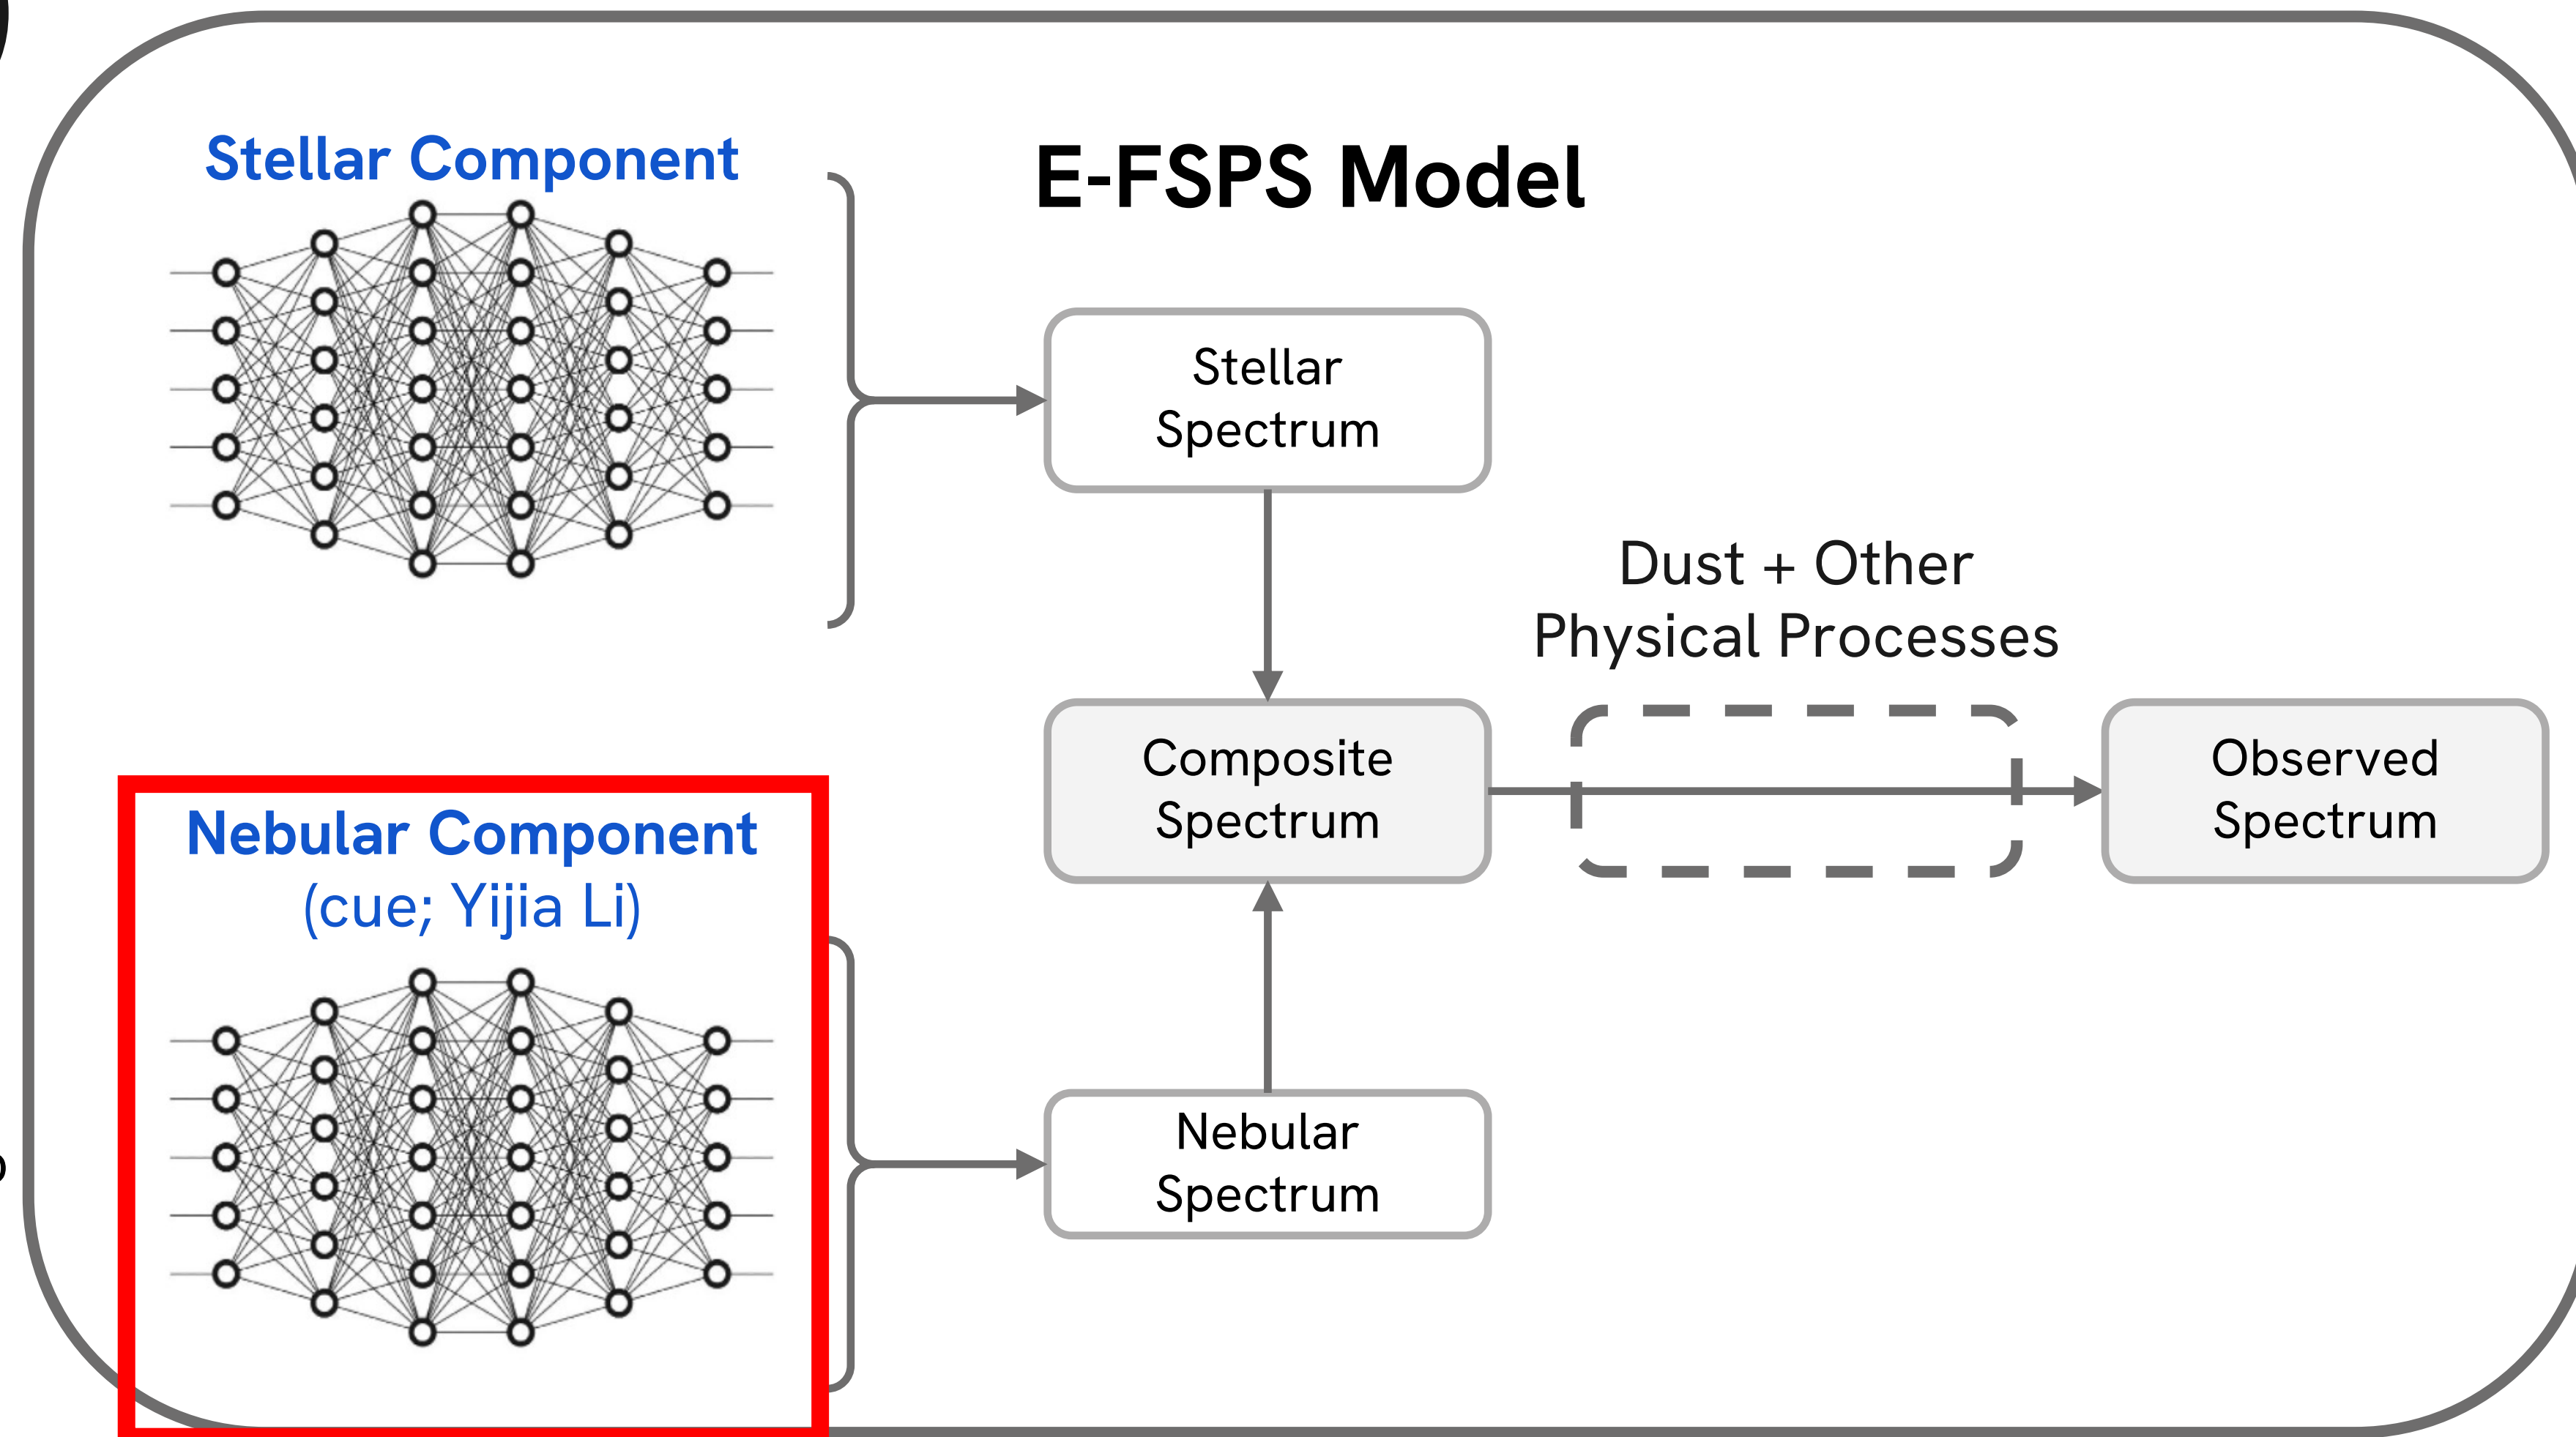 Stellar Component
E-FSPS Model
Stellar
Spectrum
Dust + Other
Physical Processes
Composite
Spectrum
Observed
Spectrum
Nebular Component
(cue; Yijia Li)
Nebular
Spectrum